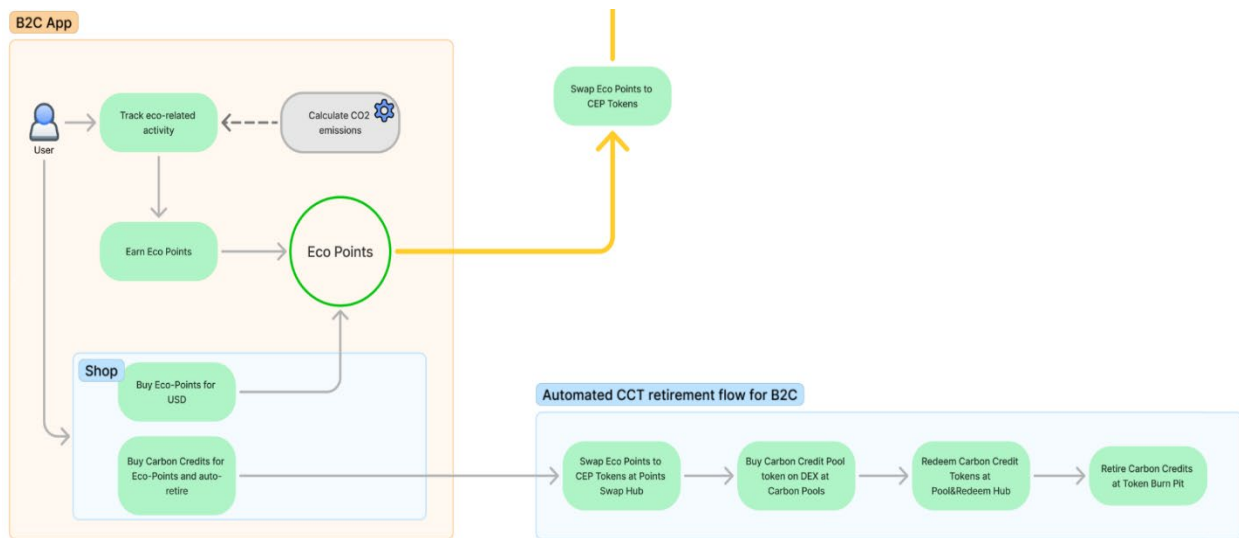 B2C App
User
Track eco-related
activity
Calculate CO2
emissions
Earn Eco Points
Eco Points
Swap Eco Points to
CEP Tokens
Shop
Buy Eco-Points for
USD
Buy Carbon Credits for
Eco-Points and auto-
retire
Automated CCT retirement flow for B2C
Swap Eco Points to
CEP Tokens at Points
Swap Hub
Buy Carbon Credit Pool
token on DEX at
Carbon Pools
Redeem Carbon Credit
Tokens at
Pool&Redeem Hub
Retire Carbon Credits
at Token Burn Pit